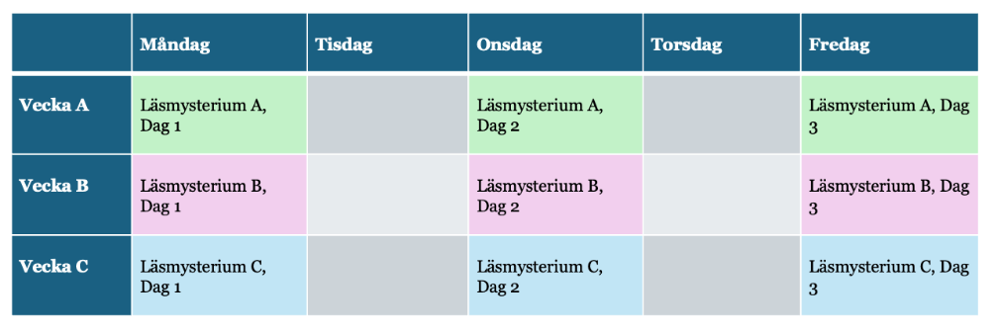 Måndag Tisdag Onsdag Torsdag Fredag
Vecka A
Läsmysterium A,
Dag 1
Läsmysterium A,
Dag 2
Läsmysterium A, Dag
3
Vecka B
Läsmysterium B,
Dag 1
Läsmysterium B,
Dag 2
Läsmysterium B, Dag
3
Vecka C
Läsmysterium C,
Dag 1
Läsmysterium C,
Dag 2
Läsmysterium C, Dag
3